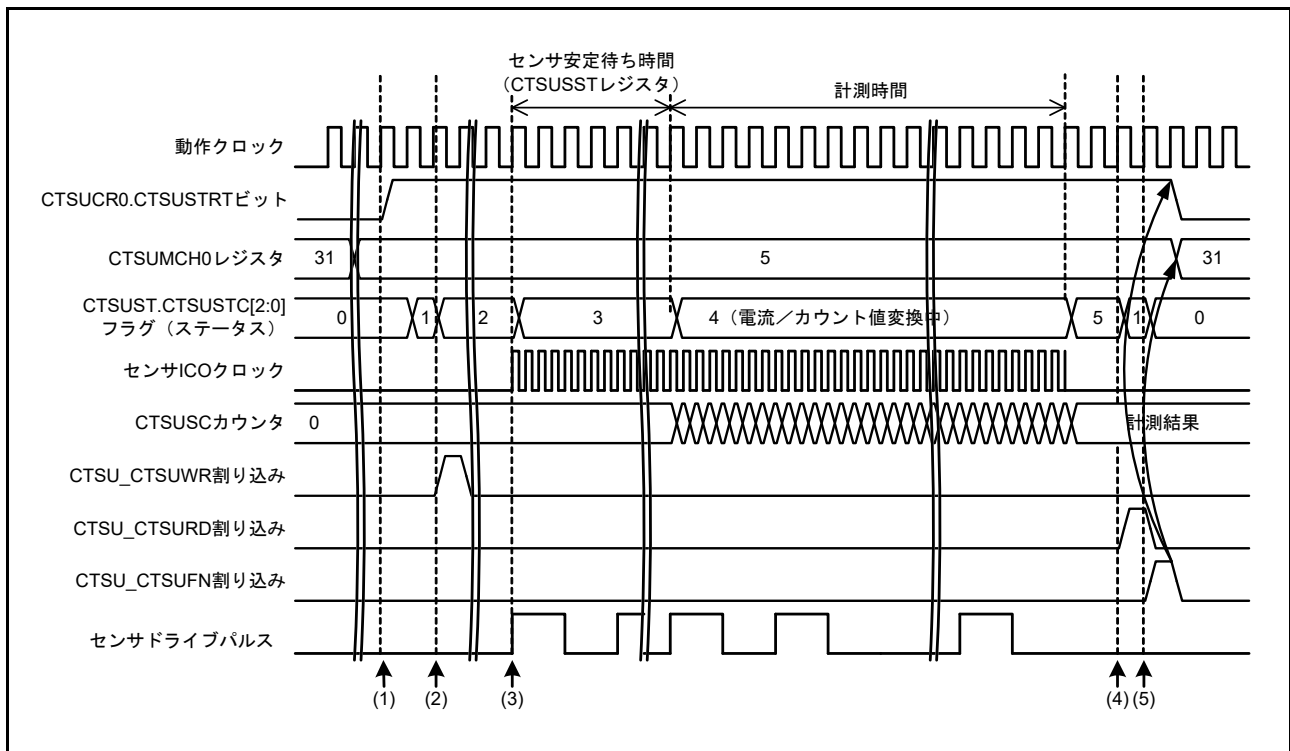 センサ安定待ち時間
(CTSUSSTレジスタ)
計測時間
動作クロック
CTSUCR0.CTSUSTRTビット
CTSUMCH0レジスタ
31
5
31
CTSUST.CTSUSTC[2:0]
フラグ(ステータス)
0
1
2
3
4(電流/カウント値変換中)
5
1
0
センサICOクロック
CTSUSCカウンタ
0
計測結果
CTSU_CTSUWR割り込み
CTSU_CTSURD割り込み
CTSU_CTSUFN割り込み
センサドライブパルス
(1)
(2)
(3)
(4)
(5)